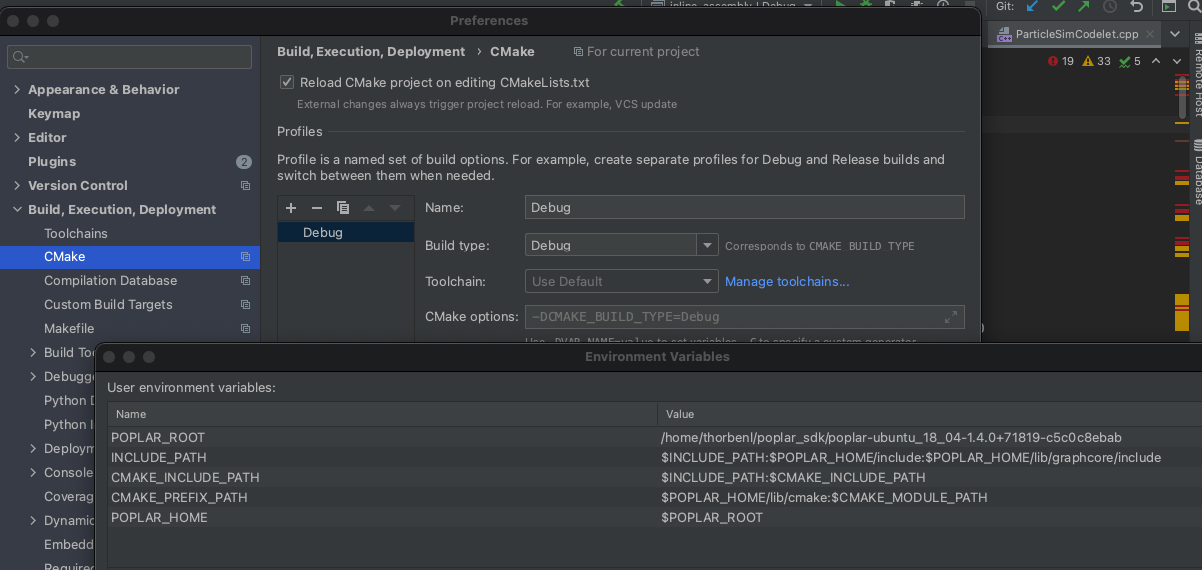 inline_assembly | Debug
Git:
Preferences
ParticleSimCodelet.cpp
Build, Execution, Deployment › CMake
For current project
19 33 5
Remote Host
Database
Appearance & Behavior
Keymap
Editor
Plugins 2
Version Control
Build, Execution, Deployment
Toolchains
CMake
Compilation Database
Custom Build Targets
Makefile
Build
Python
Python
Console
Dynamic
Reload CMake project on editing CMakeLists.txt
External changes always trigger project reload. For example, VCS update
Profiles
Profile is a named set of build options. For example, create separate profiles for Debug and Release builds and
switch between them when needed.
Debug
Name: Debug
Build type: Debug Corresponds to CMAKE_BUILD_TYPE
Toolchain: Use Default Manage toolchains...
CMake options: -DCMAKE_BUILD_TYPE=Debug
Environment Variables
User environment variables:
Name Value
POPLAR_ROOT /home/thorbenl/poplar_sdk/poplar-ubuntu_18_04-1.4.0+71819-c5c0c8ebab
INCLUDE_PATH $INCLUDE_PATH:$POPLAR_HOME/include:$POPLAR_HOME/lib/graphcore/include
CMAKE_INCLUDE_PATH $INCLUDE_PATH:$CMAKE_INCLUDE_PATH
CMAKE_PREFIX_PATH $POPLAR_HOME/lib/cmake:$CMAKE_MODULE_PATH
POPLAR_HOME $POPLAR_ROOT